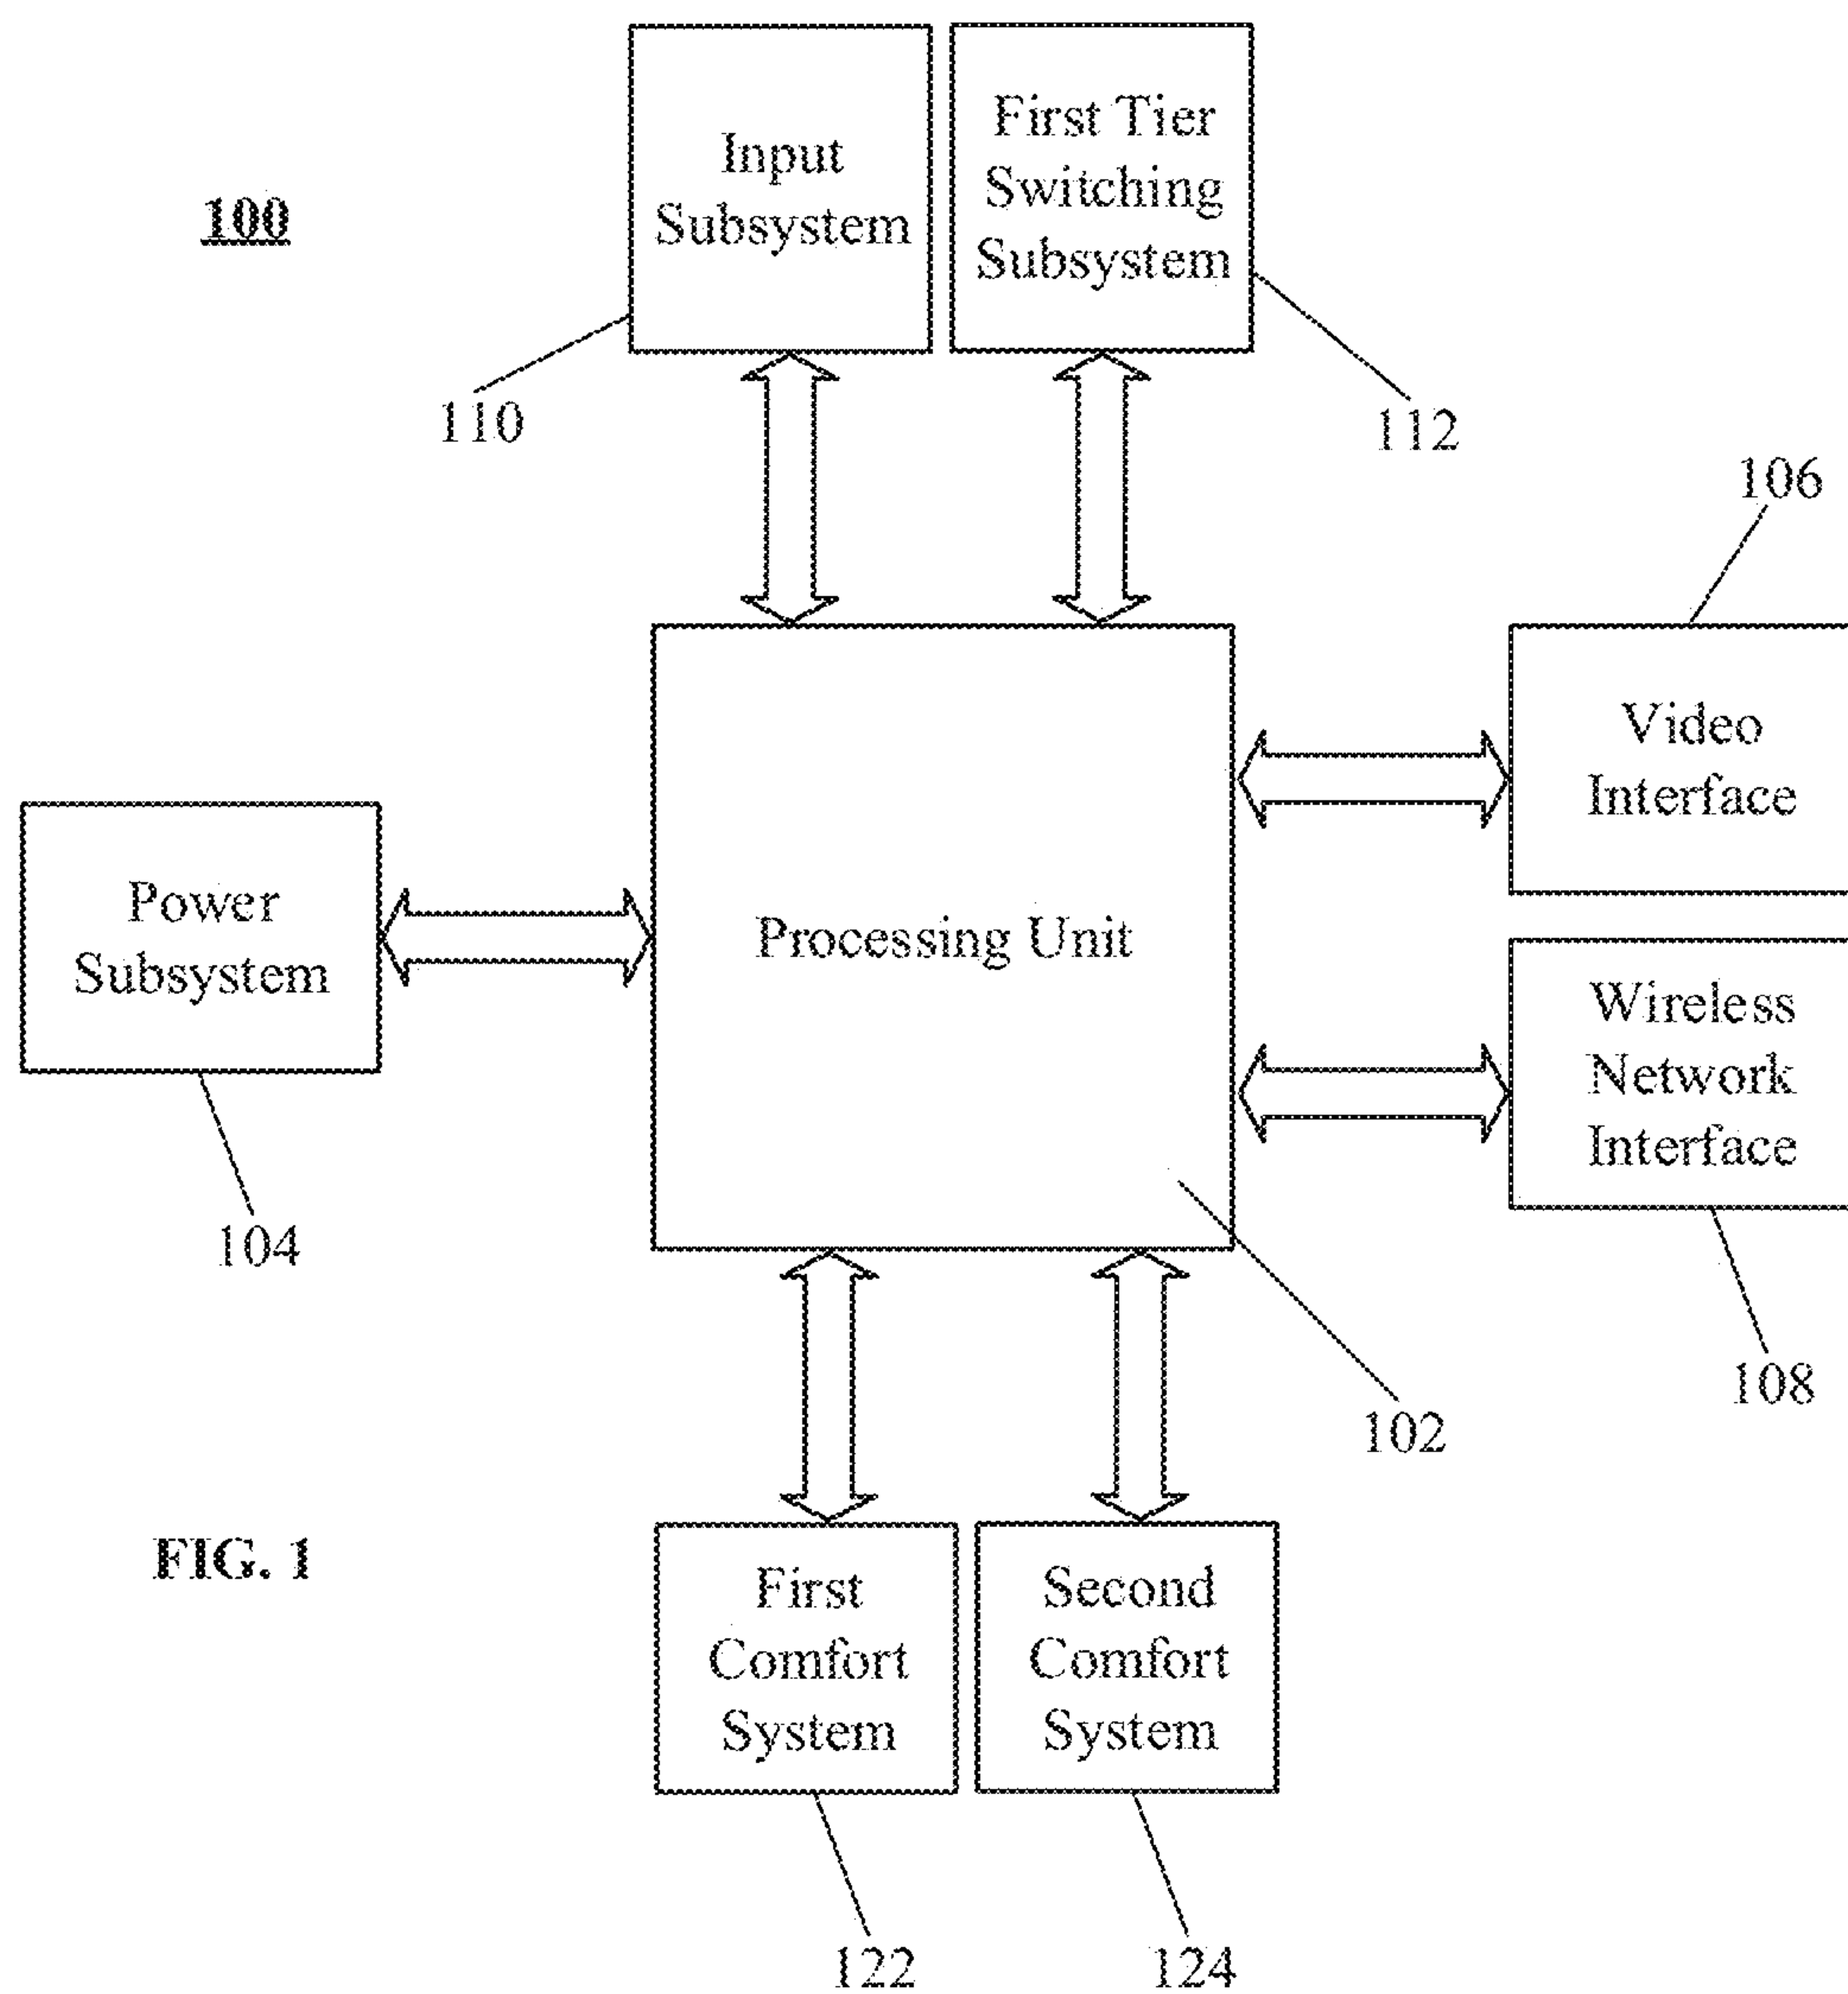 Input
Subsystem
First Tier
Switching
Subsystem
100
110
112
106
Video
Interface
Power
Subsystem
Processing Unit
Wireless
Network
Interface
104
108
102
FIG. 1
First
Comfort
System
Second
Comfort
System
122
124